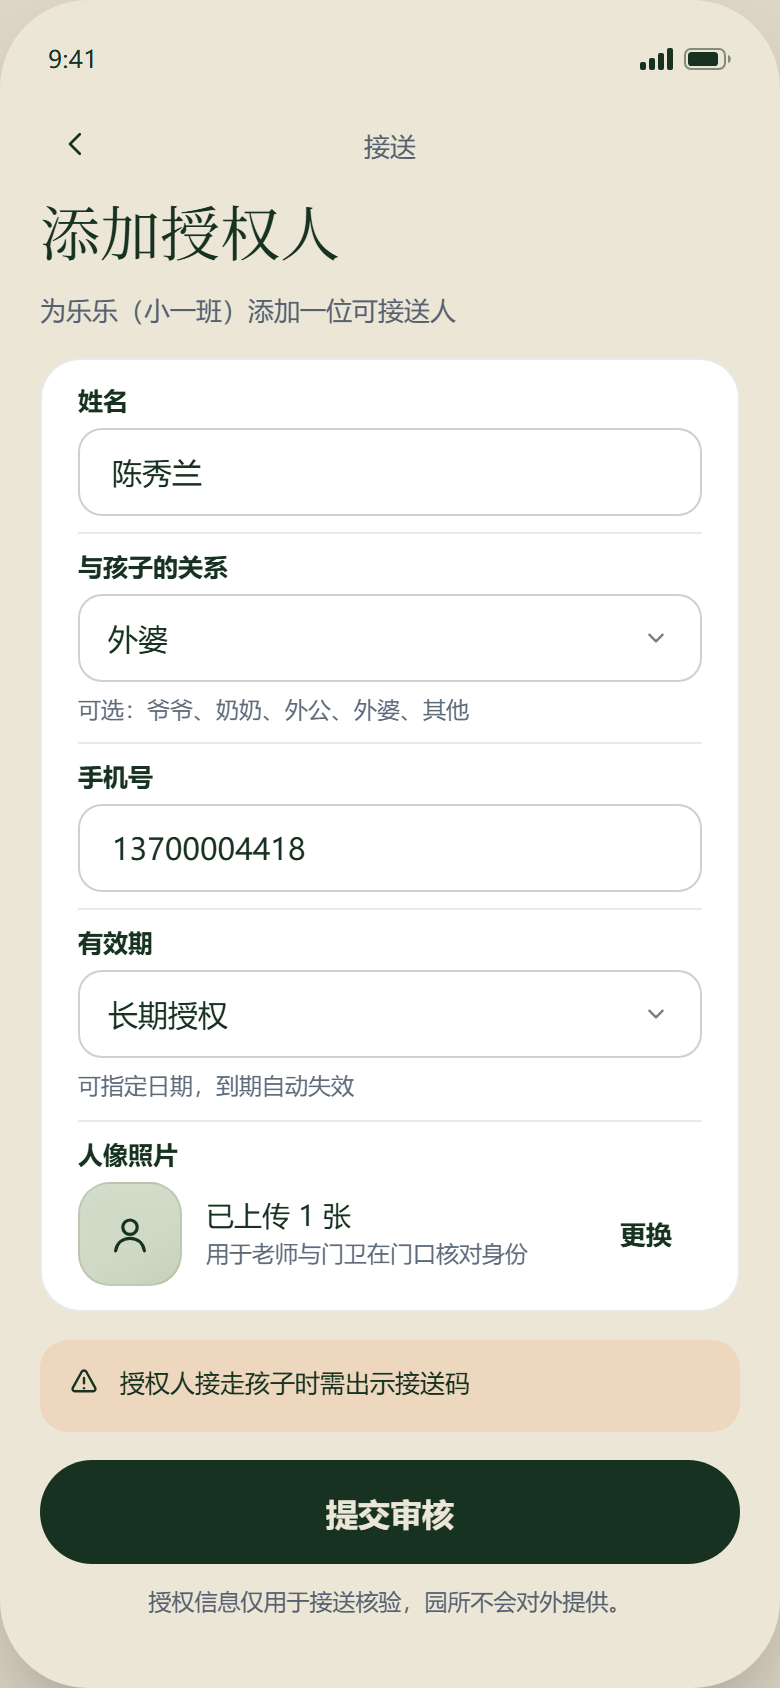 9:41
接送
添加授权人
为乐乐（小一班）添加一位可接送人
姓名
陈秀兰
与孩子的关系
外婆
可选：爷爷、奶奶、外公、外婆、其他
手机号
13700004418
有效期
长期授权
可指定日期，到期自动失效
人像照片
已上传 1 张
用于老师与门卫在门口核对身份
更换
授权人接走孩子时需出示接送码
提交审核
授权信息仅用于接送核验，园所不会对外提供。